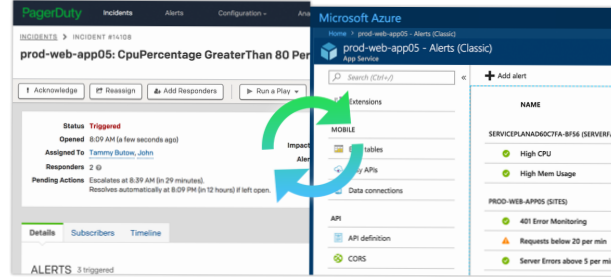 PagerDuty
Incidents
Alerts
Configuration
INCIDENTS > INCIDENT #14108
prod-web-app05: CpuPercentage GreaterThan 80 Per
! Acknowledge
Reassign
Add Responders
Run a Play
Status Triggered
Opened 8:09 AM (a few seconds ago)
Assigned To Tammy Butow, John
Responders 2
Pending Actions Escalates at 8:39 AM (in 29 minutes).
Resolves automatically at 8:09 PM (in 12 hours) if left open.
Impact
Aler
Details
Subscribers
Timeline
ALERTS 3 triggered
Microsoft Azure
Home > prod-web-app05 - Alerts (Classic)
prod-web-app05 - Alerts (Classic)
App Service
Search (Ctrl+/)
«
Extensions
MOBILE
tables
APIs
Data connections
API
API definition
CORS
Add alert
NAME
SERVICEPLANAD60C7FA-BF56 (SERVERF
High CPU
High Mem Usage
PROD-WEB-APP05 (SITES)
401 Error Monitoring
Requests below 20 per min
Server Errors above 5 per mi